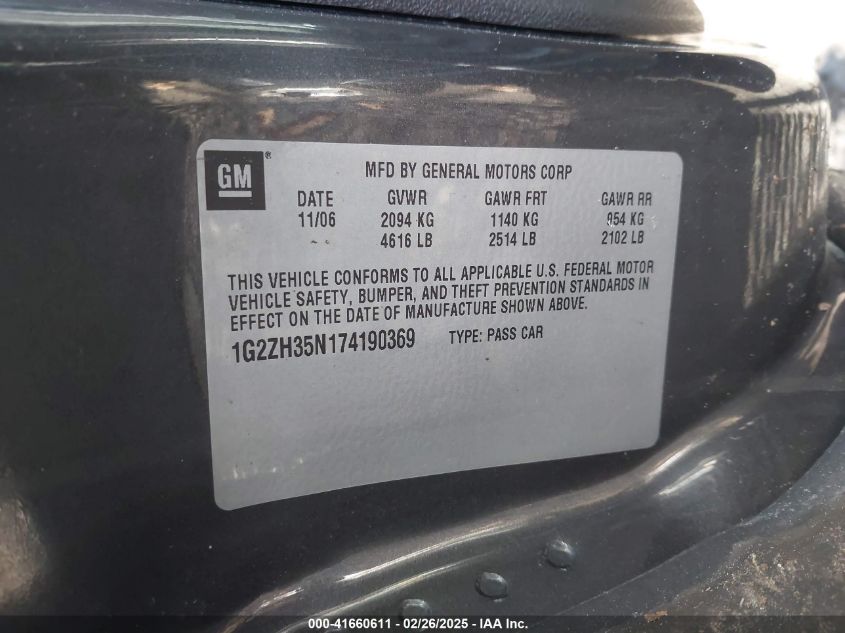 GM®
MFD BY GENERAL MOTORS CORP
DATE GVWR GAWR FRT GAWR RR
11/06 2094 KG 1140 KG 954 KG
4616 LB 2514 LB 2102 LB
THIS VEHICLE CONFORMS TO ALL APPLICABLE U.S. FEDERAL MOTOR
VEHICLE SAFETY, BUMPER, AND THEFT PREVENTION STANDARDS IN
EFFECT ON THE DATE OF MANUFACTURE SHOWN ABOVE.
1G2ZH35N174190369 TYPE: PASS CAR
000-41660611 / 02/26/2025 - IAA Inc.